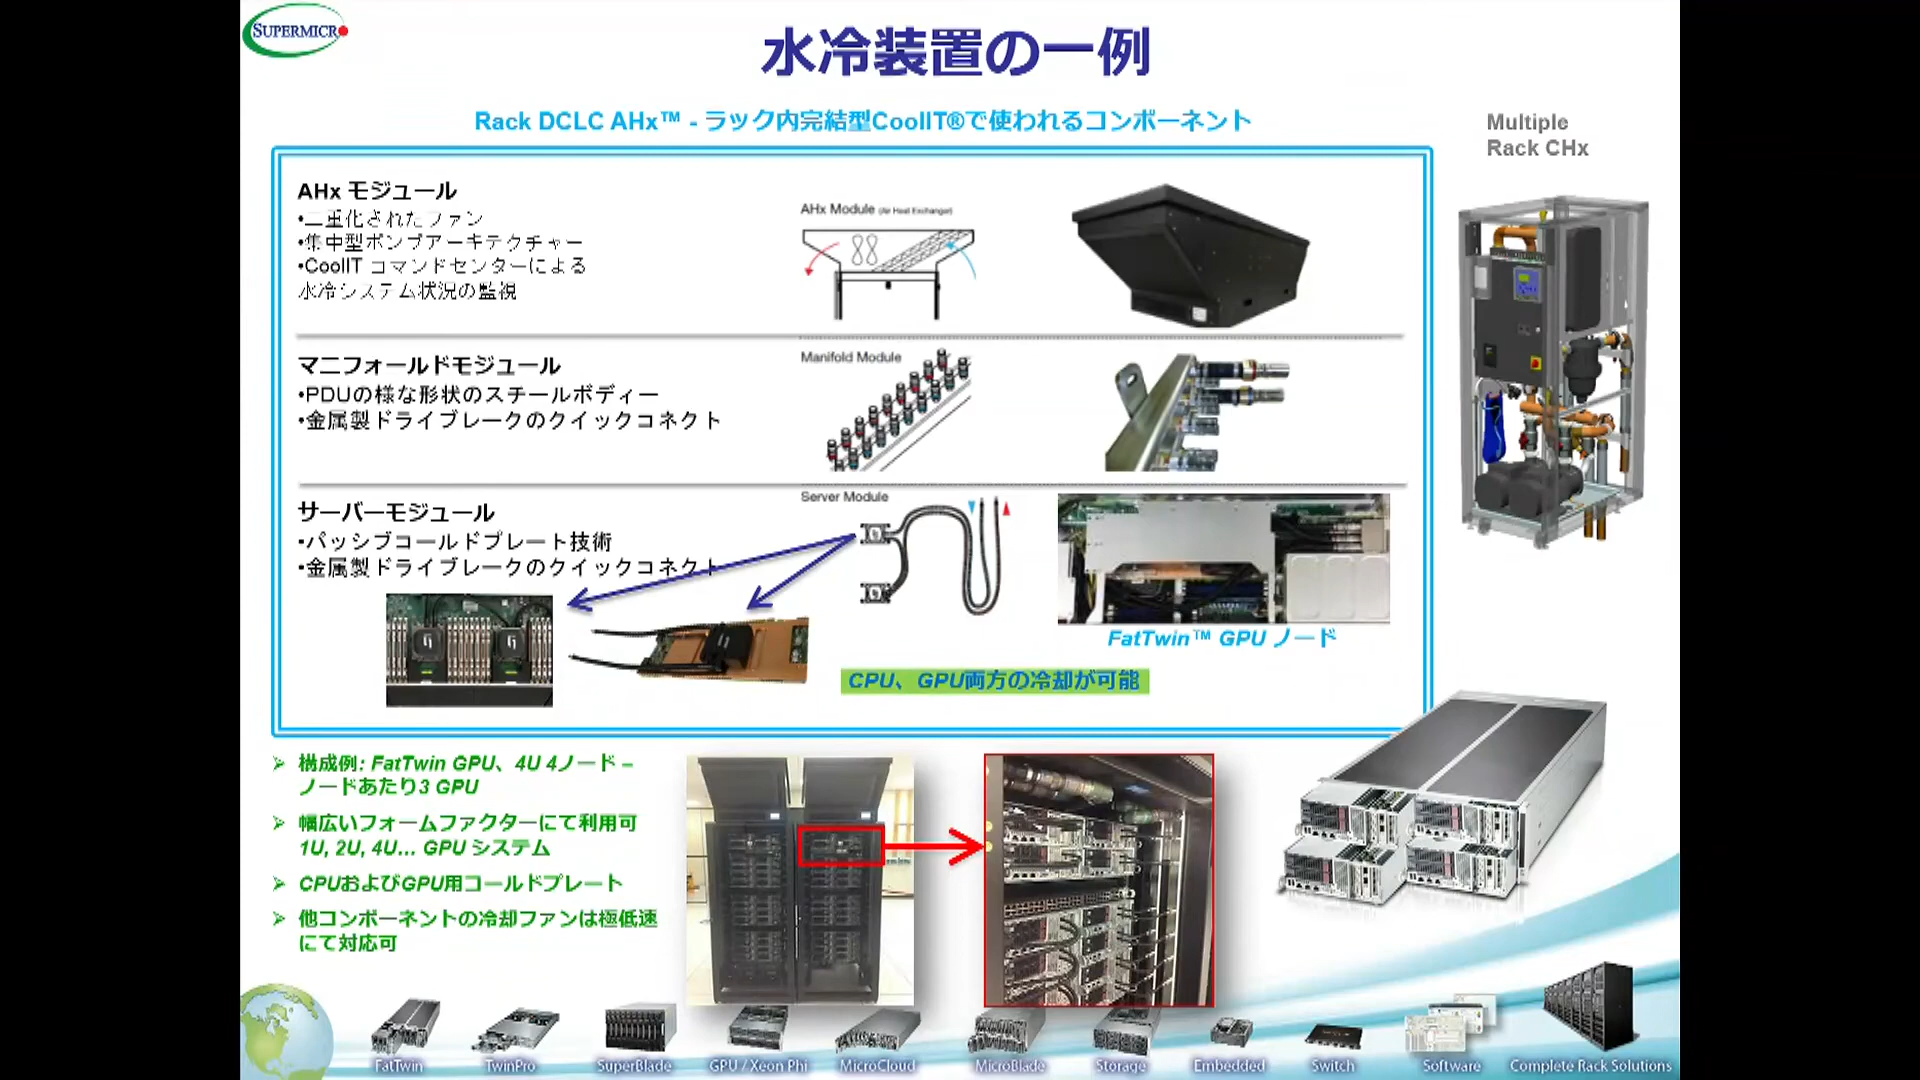 SUPERMICR
水冷装置の一例
Rack DCLC AHx™ - ラック内完結型CoolIT®で使われるコンポーネント
Multiple
Rack CHx
AHx モジュール
•二重化されたファン
•集中型ポンプアーキテクチャー
•CoolIT コマンドセンターによる
水冷システム状況の監視
AHx Module (Air Heat Exchanger)
マニフォールドモジュール
•PDUの様な形状のスチールボディー
•金属製ドライブレークのクイックコネクト
Manifold Module
サーバーモジュール
•パッシブコールドプレート技術
•金属製ドライブレークのクイックコネクト
Server Module
FatTwin™ GPU ノード
CPU、GPU両方の冷却が可能
➢ 構成例: FatTwin GPU、4U 4ノード –
ノードあたり3 GPU
➢ 幅広いフォームファクターにて利用可
1U, 2U, 4U... GPU システム
➢ CPUおよびGPU用コールドプレート
➢ 他コンポーネントの冷却ファンは極低速
にて対応可
FatTwin
TwinPro
SuperBlade
GPU / Xeon Phi
MicroCloud
MicroBlade
Storage
Embedded
Switch
Software
Complete Rack Solutions